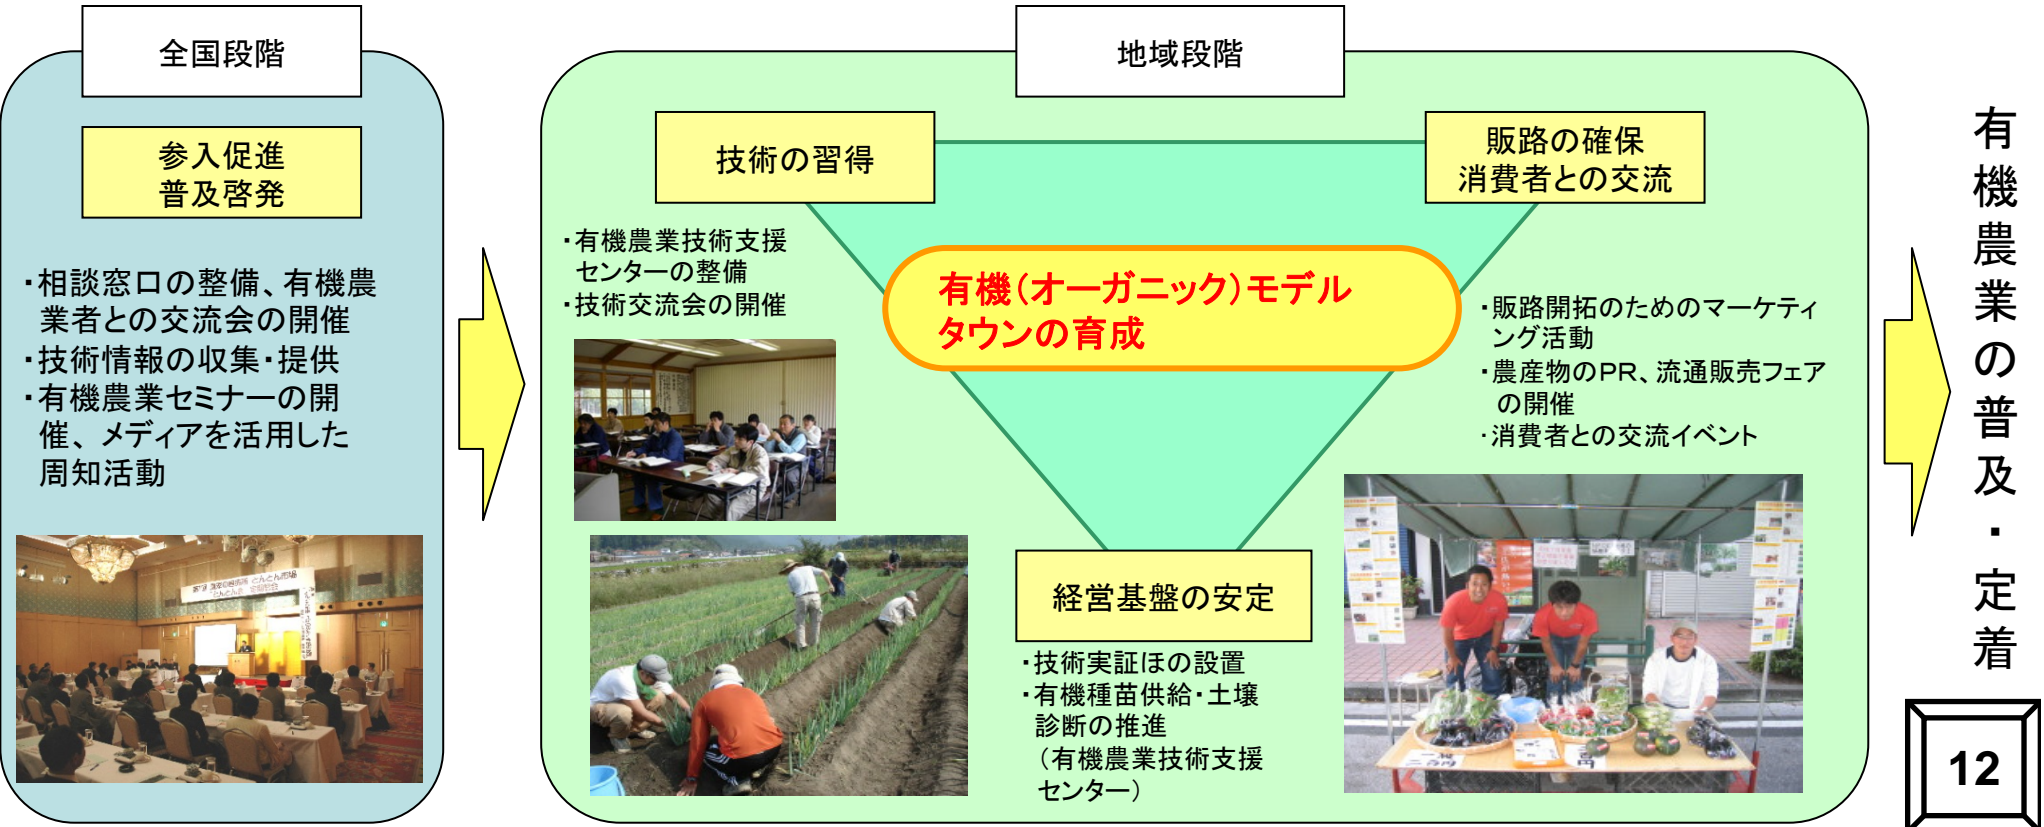 全国段階
参入促進
普及啓発
・相談窓口の整備、有機農
業者との交流会の開催
・技術情報の収集・提供
・有機農業セミナーの開
催、メディアを活用した
周知活動
地域段階
技術の習得
・有機農業技術支援
センターの整備
・技術交流会の開催
販路の確保
消費者との交流
有機(オーガニック)モデル
タウンの育成
・販路開拓のためのマーケティ
ング活動
・農産物のPR、流通販売フェア
の開催
・消費者との交流イベント
経営基盤の安定
・技術実証ほの設置
・有機種苗供給・土壌
診断の推進
(有機農業技術支援
センター)
有機農業の普及・定着
12